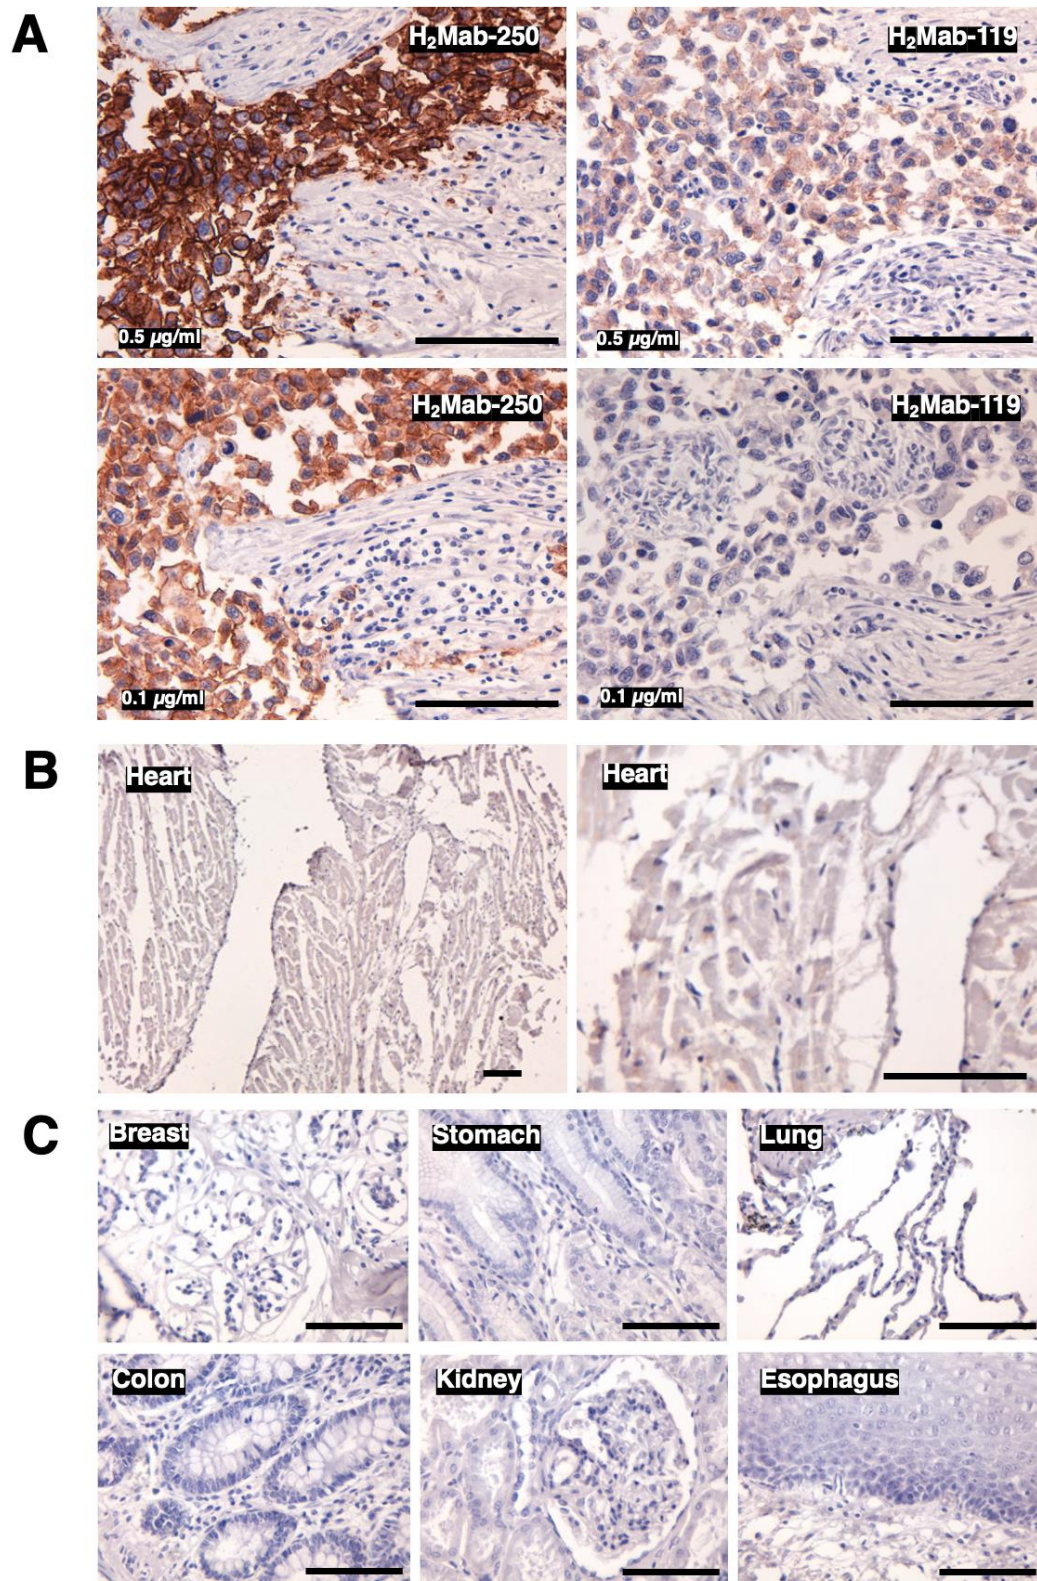 A
H₂Mab-250
H₂Mab-119
0.5 µg/ml
0.5 µg/ml
H₂Mab-250
H₂Mab-119
0.1 µg/ml
0.1 µg/ml
B
Heart
Heart
C
Breast
Stomach
Lung
Colon
Kidney
Esophagus